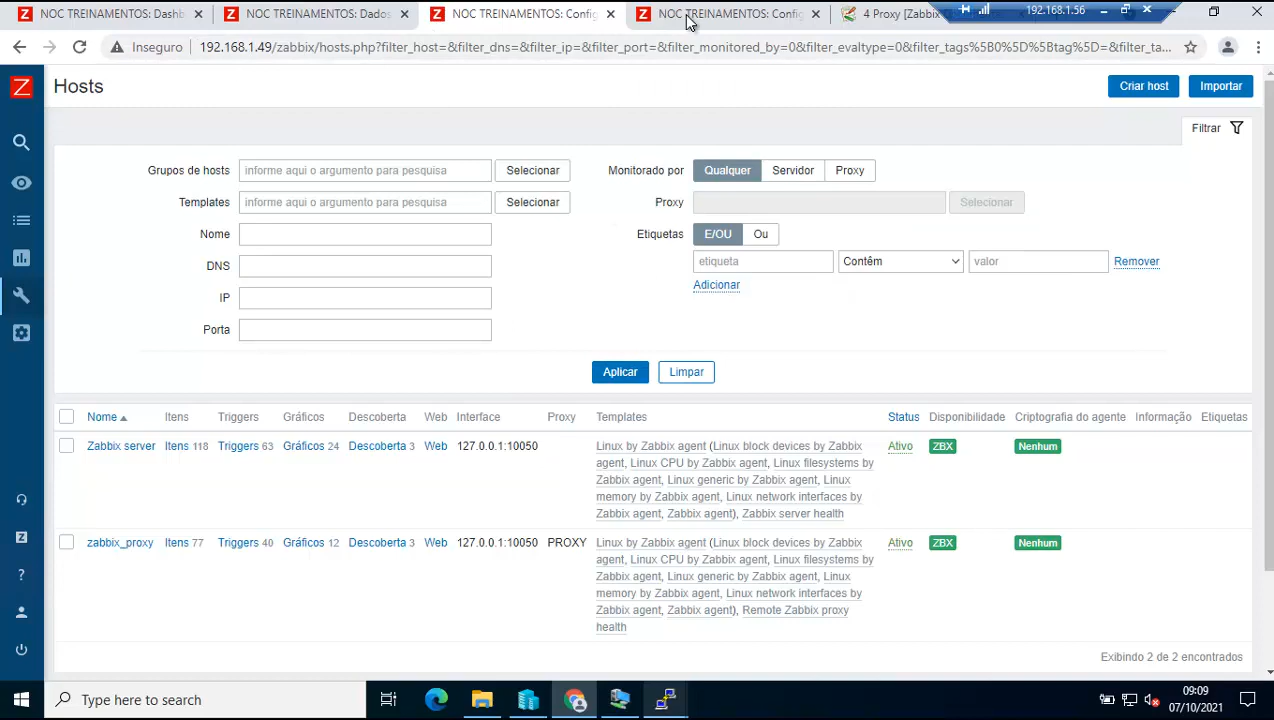 NOC TREINAMENTOS: Dashb
NOC TREINAMENTOS: Dados
NOC TREINAMENTOS: Config
NOC TREINAMENTOS: Config
4 Proxy [Zabbix
192.168.1.56
Inseguro
192.168.1.49/zabbix/hosts.php?filter_host=&filter_dns=&filter_ip=&filter_port=&filter_monitored_by=0&filter_evaltype=0&filter_tags%5B0%5D%5Btag%5D=&filter_ta...
Hosts
Criar host
Importar
Filtrar
Grupos de hosts
informe aqui o argumento para pesquisa
Selecionar
Monitorado por
Qualquer
Servidor
Proxy
Templates
informe aqui o argumento para pesquisa
Selecionar
Proxy
Selecionar
Nome
Etiquetas
E/OU
Ou
DNS
etiqueta
Contêm
valor
Remover
Adicionar
IP
Porta
Aplicar
Limpar
Nome Itens Triggers Gráficos Descoberta Web Interface Proxy Templates Status Disponibilidade Criptografia do agente Informação Etiquetas
Zabbix server Itens 118 Triggers 63 Gráficos 24 Descoberta 3 Web 127.0.0.1:10050 Linux by Zabbix agent (Linux block devices by Zabbix Ativo ZBX Nenhum
agent, Linux CPU by Zabbix agent, Linux filesystems by
Zabbix agent, Linux generic by Zabbix agent, Linux
memory by Zabbix agent, Linux network interfaces by
Zabbix agent, Zabbix agent), Zabbix server health
zabbix_proxy Itens 77 Triggers 40 Gráficos 12 Descoberta 3 Web 127.0.0.1:10050 PROXY Linux by Zabbix agent (Linux block devices by Zabbix Ativo ZBX Nenhum
agent, Linux CPU by Zabbix agent, Linux filesystems by
Zabbix agent, Linux generic by Zabbix agent, Linux
memory by Zabbix agent, Linux network interfaces by
Zabbix agent, Zabbix agent), Remote Zabbix proxy
health
Exibindo 2 de 2 encontrados
Type here to search
09:09
07/10/2021